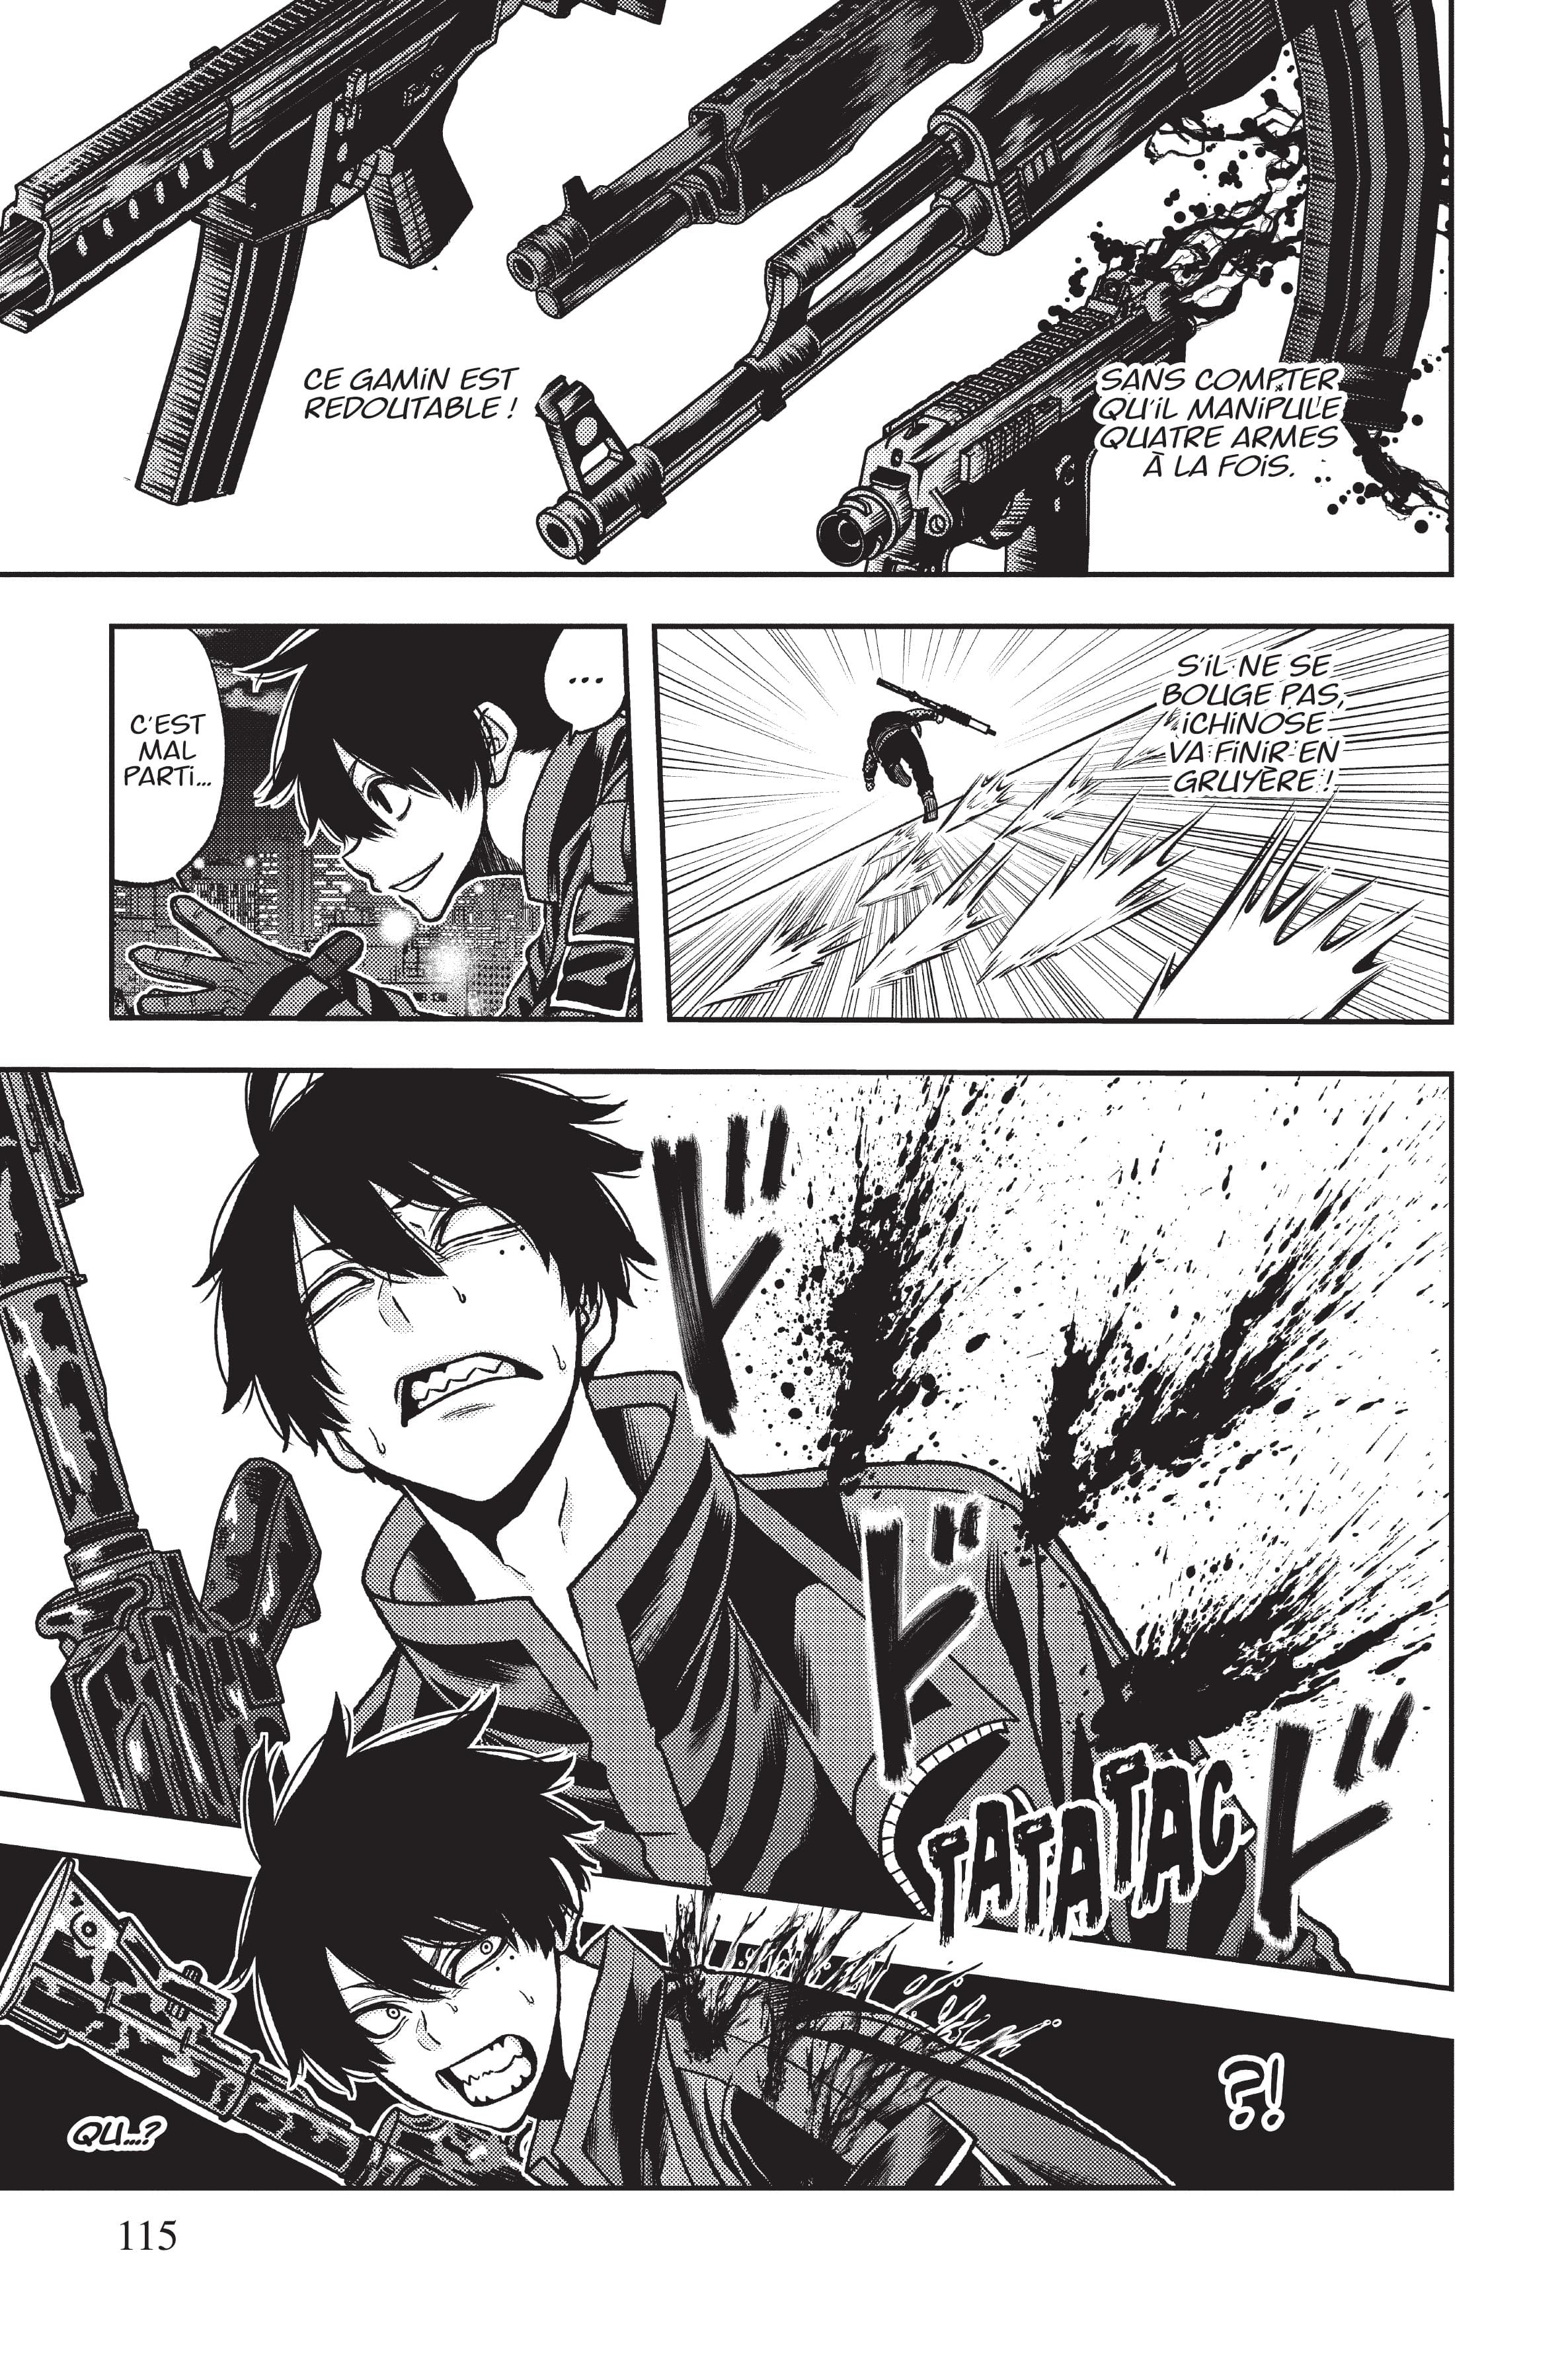 SANS COMPTER
QU'IL MANIPULE
QUATRE ARMES
À LA FOIS.
CE GAMIN EST
REDOUTABLE !
S'IL NE SE
BOUGE PAS,
ICHINOSE
VA FINIR EN
GRUYÈRE !
...
C'EST
MAL
PARTI...
ド
ド
ド
TATATATAC
?!
QU...?
115